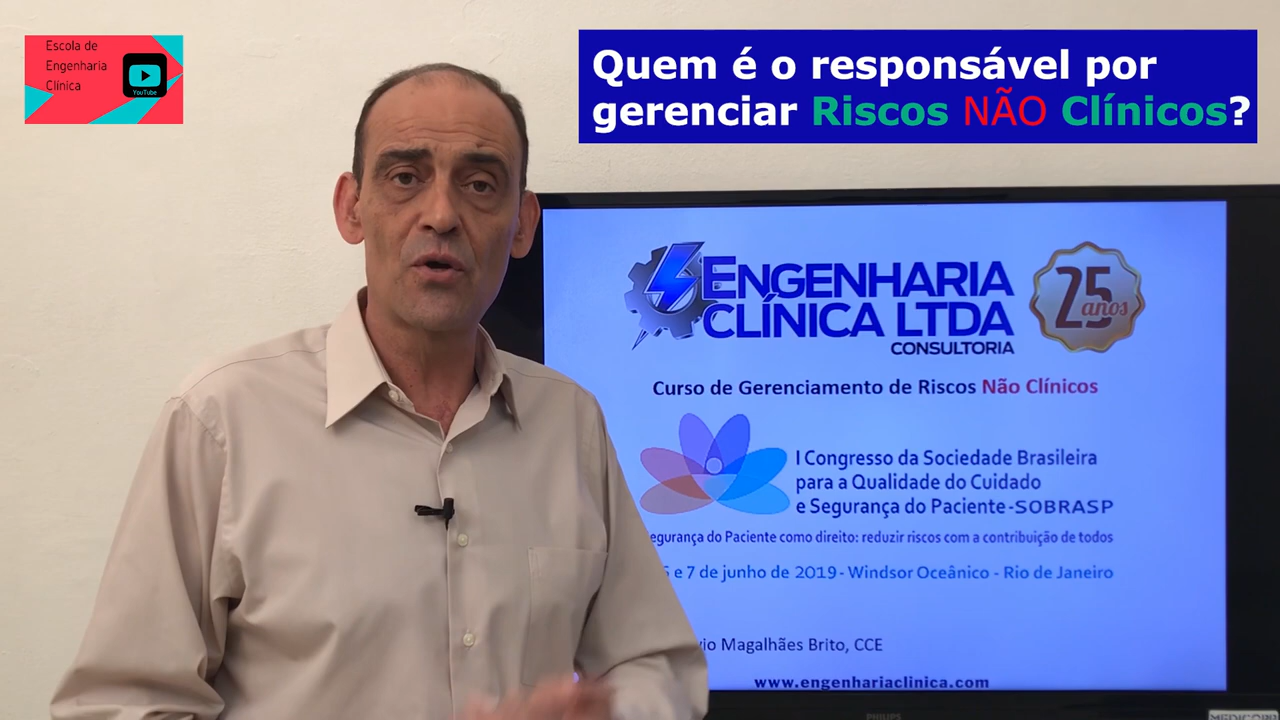 Escola de
Engenharia
Clínica
YouTube
Quem é o responsável por
gerenciar Riscos NÃO Clínicos?
ENGENHARIA
CLÍNICA LTDA
CONSULTORIA
25
anos
Curso de Gerenciamento de Riscos Não Clínicos
I Congresso da Sociedade Brasileira
para a Qualidade do Cuidado
e Segurança do Paciente-SOBRASP
do Paciente como direito: reduzir riscos com a contribuição de todos
e 7 de junho de 2019 - Windsor Oceânico - Rio de Janeiro
Magalhães Brito, CCE
www.engenhariaclinica.com
PHILIPS